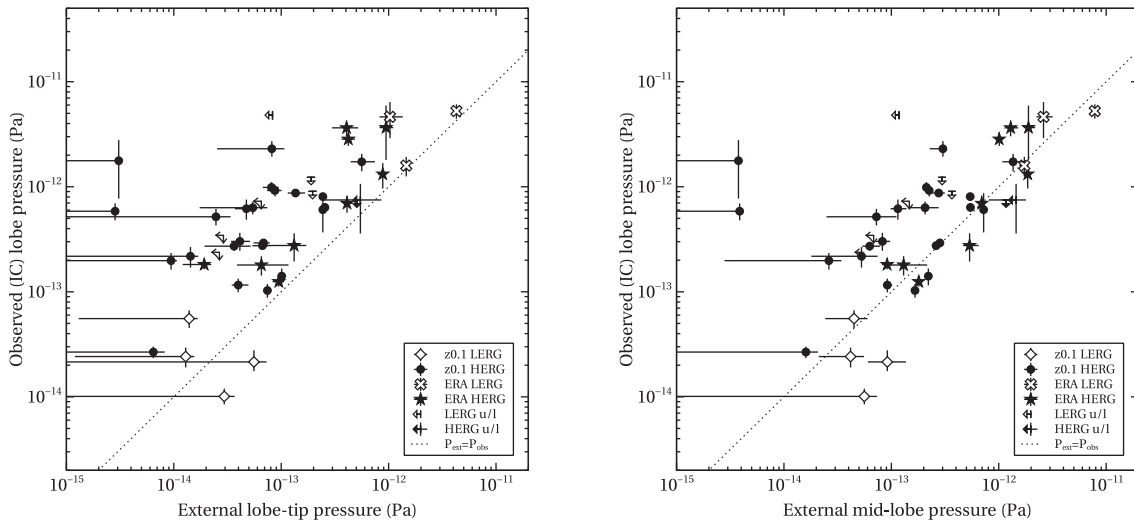 Observed (IC) lobe pressure (Pa)
10⁻¹¹
10⁻¹²
10⁻¹³
10⁻¹⁴
10⁻¹⁵
10⁻¹⁴
10⁻¹³
10⁻¹²
10⁻¹¹
External lobe-tip pressure (Pa)
z0.1 LERG
z0.1 HERG
ERA LERG
ERA HERG
LERG u/l
HERG u/l
P_ext=P_obs
Observed (IC) lobe pressure (Pa)
10⁻¹¹
10⁻¹²
10⁻¹³
10⁻¹⁴
10⁻¹⁵
10⁻¹⁴
10⁻¹³
10⁻¹²
10⁻¹¹
External mid-lobe pressure (Pa)
z0.1 LERG
z0.1 HERG
ERA LERG
ERA HERG
LERG u/l
HERG u/l
P_ext=P_obs